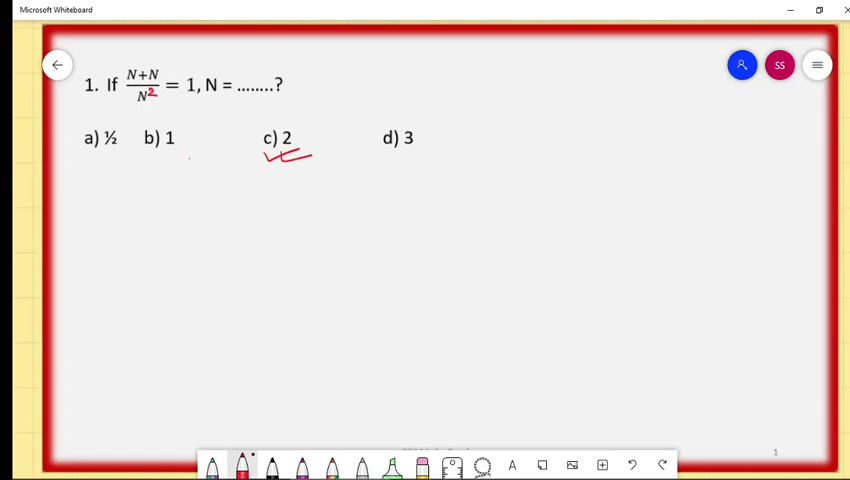 Microsoft Whiteboard
SS
1. If N+N/N² = 1, N = ........?
a) ½ b) 1 c) 2 d) 3
1
A